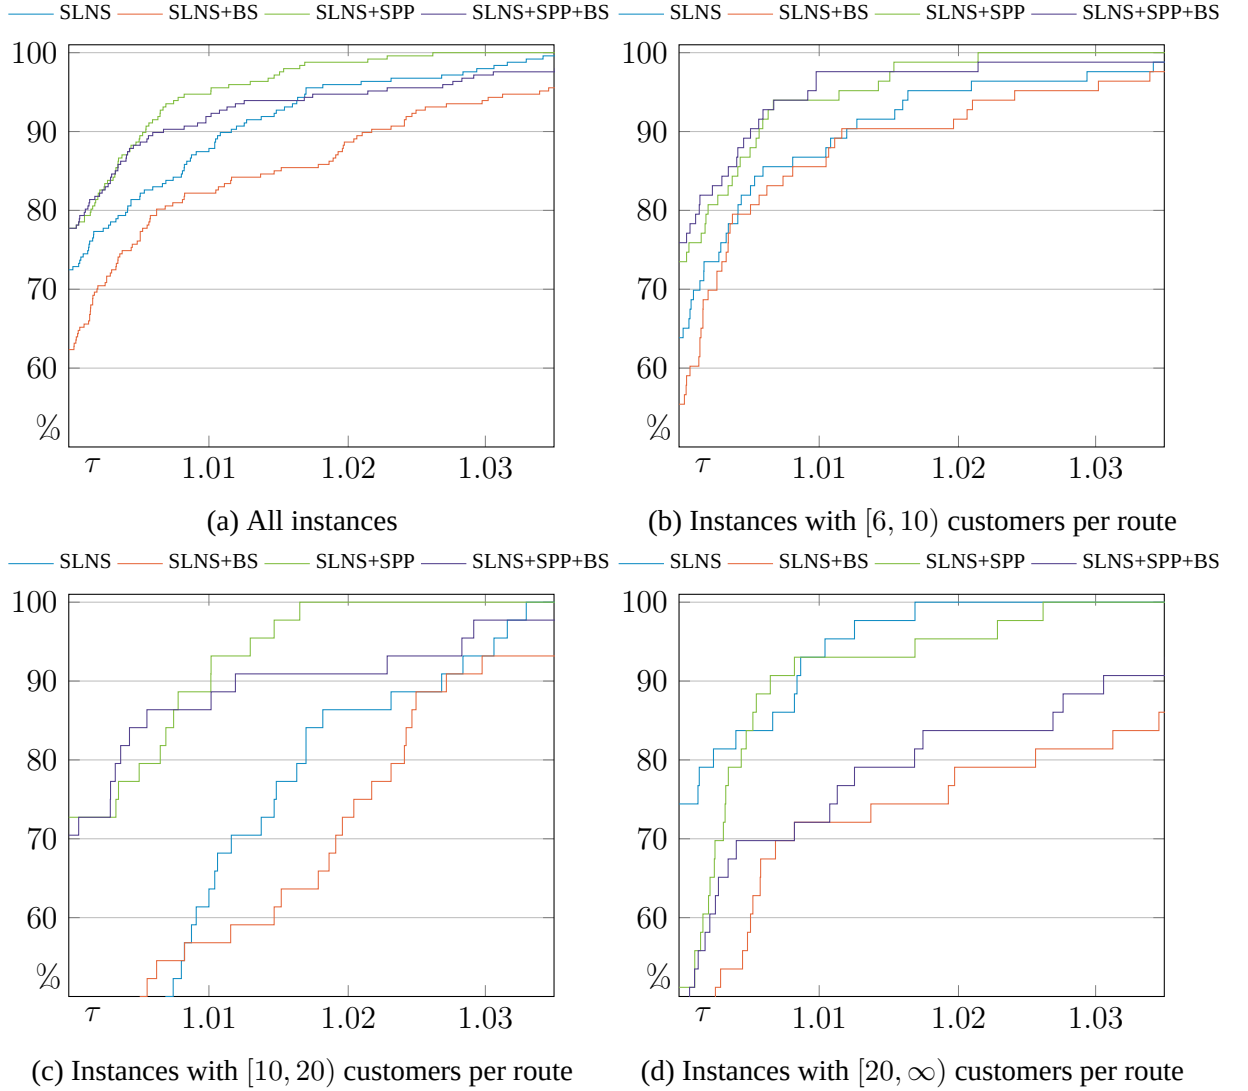 SLNS SLNS+BS SLNS+SPP SLNS+SPP+BS SLNS SLNS+BS SLNS+SPP SLNS+SPP+BS
100 100
90 90
80 80
70 70
60 60
% %
τ 1.01 1.02 1.03 τ 1.01 1.02 1.03
(a) All instances (b) Instances with [6, 10) customers per route
SLNS SLNS+BS SLNS+SPP SLNS+SPP+BS SLNS SLNS+BS SLNS+SPP SLNS+SPP+BS
100 100
90 90
80 80
70 70
60 60
% %
τ 1.01 1.02 1.03 τ 1.01 1.02 1.03
(c) Instances with [10, 20) customers per route (d) Instances with [20, ∞) customers per route